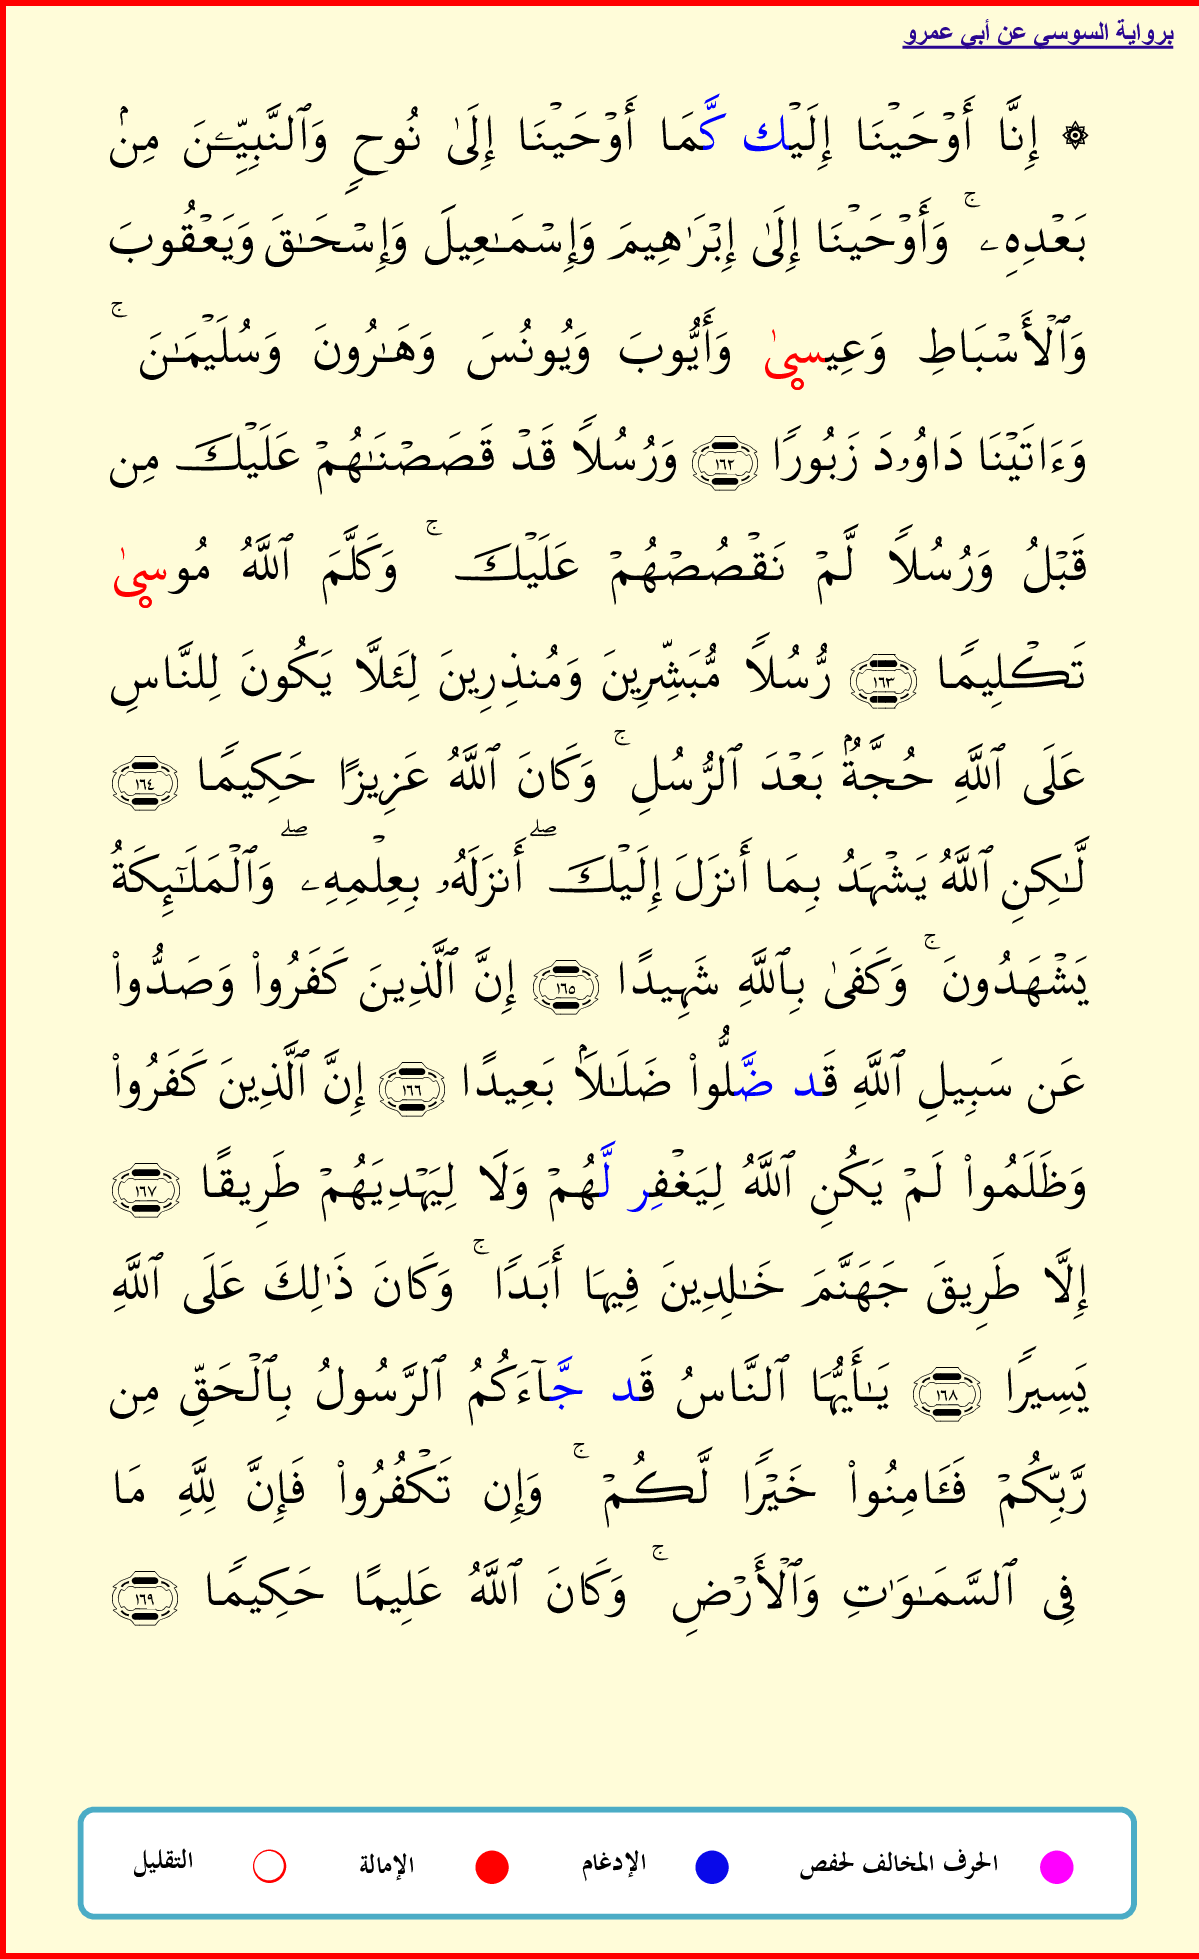 برواية السوسي عن أبي عمرو
۞ إِنَّا أَوۡحَيۡنَا إِلَيۡك كَّمَا أَوۡحَيۡنَا إِلَىٰ نُوحٖ وَٱلنَّبِيِّـۧنَ مِنۢ
بَعۡدِهِۦۚ وَأَوۡحَيۡنَا إِلَىٰ إِبۡرَٰهِيمَ وَإِسۡمَٰعِيلَ وَإِسۡحَٰقَ وَيَعۡقُوبَ
وَٱلۡأَسۡبَاطِ وَعِيسىٰ وَأَيُّوبَ وَيُونُسَ وَهَٰرُونَ وَسُلَيۡمَٰنَۚ
وَءَاتَيۡنَا دَاوُۥدَ زَبُورٗا ١٦٢ وَرُسُلٗا قَدۡ قَصَصۡنَٰهُمۡ عَلَيۡكَ مِن
قَبۡلُ وَرُسُلٗا لَّمۡ نَقۡصُصۡهُمۡ عَلَيۡكَۚ وَكَلَّمَ ٱللَّهُ مُوسىٰ
تَكۡلِيمٗا ١٦٣ رُّسُلٗا مُّبَشِّرِينَ وَمُنذِرِينَ لِئَلَّا يَكُونَ لِلنَّاسِ
عَلَى ٱللَّهِ حُجَّةُۢ بَعۡدَ ٱلرُّسُلِۚ وَكَانَ ٱللَّهُ عَزِيزًا حَكِيمٗا ١٦٤
لَّٰكِنِ ٱللَّهُ يَشۡهَدُ بِمَا أَنزَلَ إِلَيۡكَۖ أَنزَلَهُۥ بِعِلۡمِهِۦۖ وَٱلۡمَلَٰٓئِكَةُ
يَشۡهَدُونَۚ وَكَفَىٰ بِٱللَّهِ شَهِيدًا ١٦٥ إِنَّ ٱلَّذِينَ كَفَرُواْ وَصَدُّواْ
عَن سَبِيلِ ٱللَّهِ قَد ضَّلُّواْ ضَلَٰلَۢا بَعِيدًا ١٦٦ إِنَّ ٱلَّذِينَ كَفَرُواْ
وَظَلَمُواْ لَمۡ يَكُنِ ٱللَّهُ لِيَغۡفِر لَّهُمۡ وَلَا لِيَهۡدِيَهُمۡ طَرِيقًا ١٦٧
إِلَّا طَرِيقَ جَهَنَّمَ خَٰلِدِينَ فِيهَا أَبَدٗاۚ وَكَانَ ذَٰلِكَ عَلَى ٱللَّهِ
يَسِيرٗا ١٦٨ يَٰأَيُّهَا ٱلنَّاسُ قَد جَّآءَكُمُ ٱلرَّسُولُ بِٱلۡحَقِّ مِن
رَّبِّكُمۡ فَـَٔامِنُواْ خَيۡرٗا لَّكُمۡۚ وَإِن تَكۡفُرُواْ فَإِنَّ لِلَّهِ مَا
فِي ٱلسَّمَٰوَٰتِ وَٱلۡأَرۡضِۚ وَكَانَ ٱللَّهُ عَلِيمًا حَكِيمٗا ١٦٩
الحرف المخالف لحفص الإدغام الإمالة التقليل